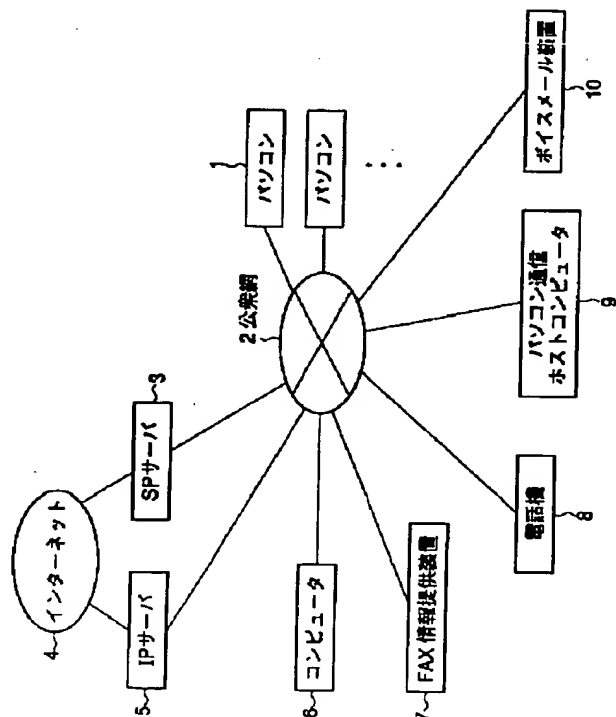 インターネット
4
IPサーバ
5
SPサーバ
3
パソコン
1
パソコン
・・・
2 公衆網
コンピュータ
6
FAX 情報提供装置
7
電話機
8
パソコン通信
ホストコンピュータ
9
ボイスメール装置
10